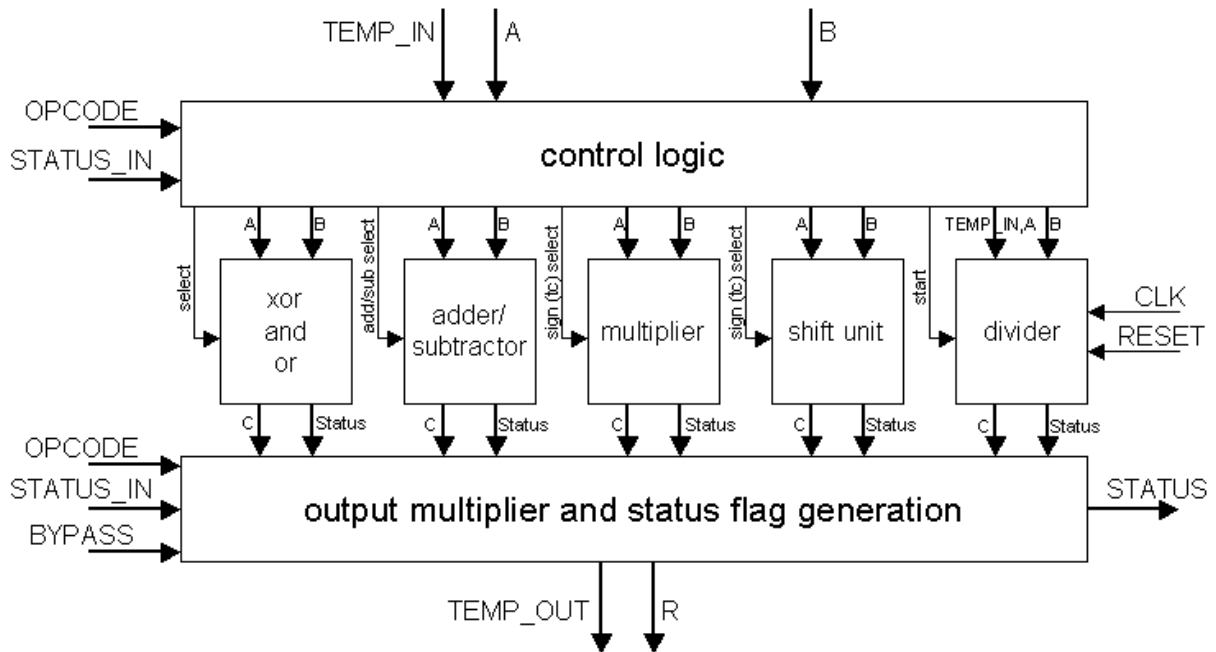 TEMP_IN
A
B
OPCODE
STATUS_IN
control logic
select
A
B
add/sub select
A
B
sign (tc) select
A
B
sign (tc) select
A
B
start
TEMP_IN,A
B
xor
and
or
adder/
subtractor
multiplier
shift unit
divider
CLK
RESET
C
Status
C
Status
C
Status
C
Status
C
Status
OPCODE
STATUS_IN
BYPASS
output multiplier and status flag generation
STATUS
TEMP_OUT
R